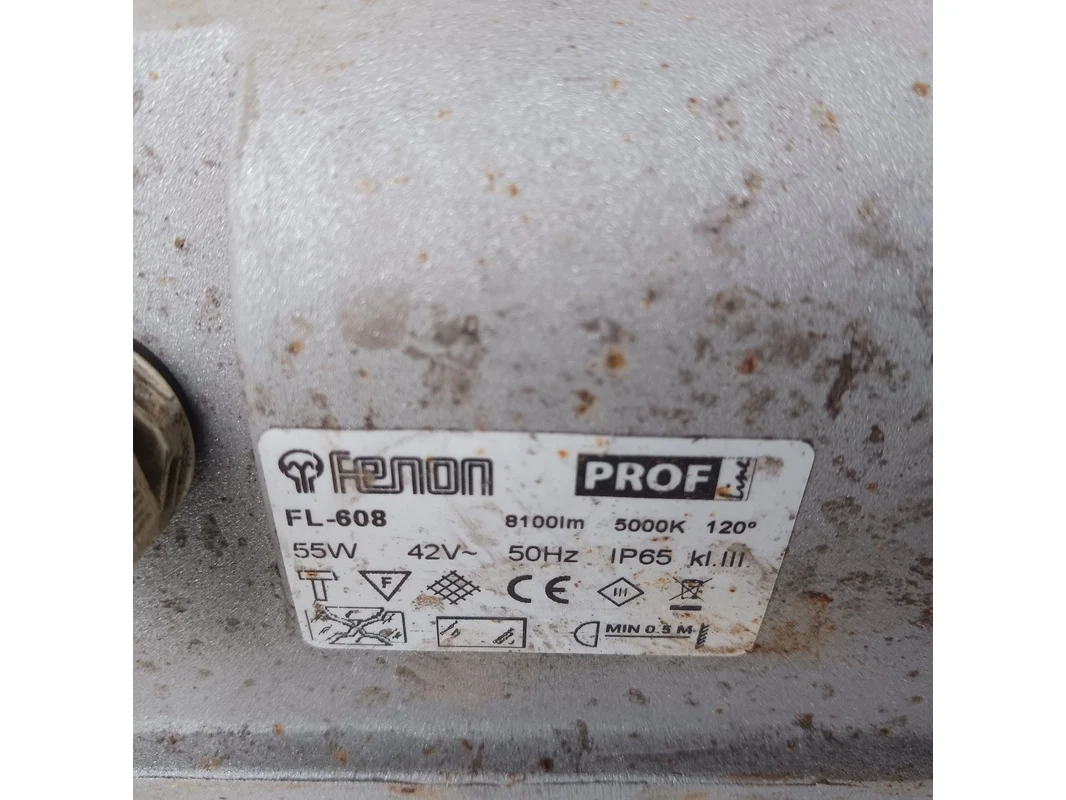 Fenon PROF line
FL-608 8100lm 5000K 120°
55W 42V~ 50Hz IP65 kl.III
F CE III
MIN 0.5 M